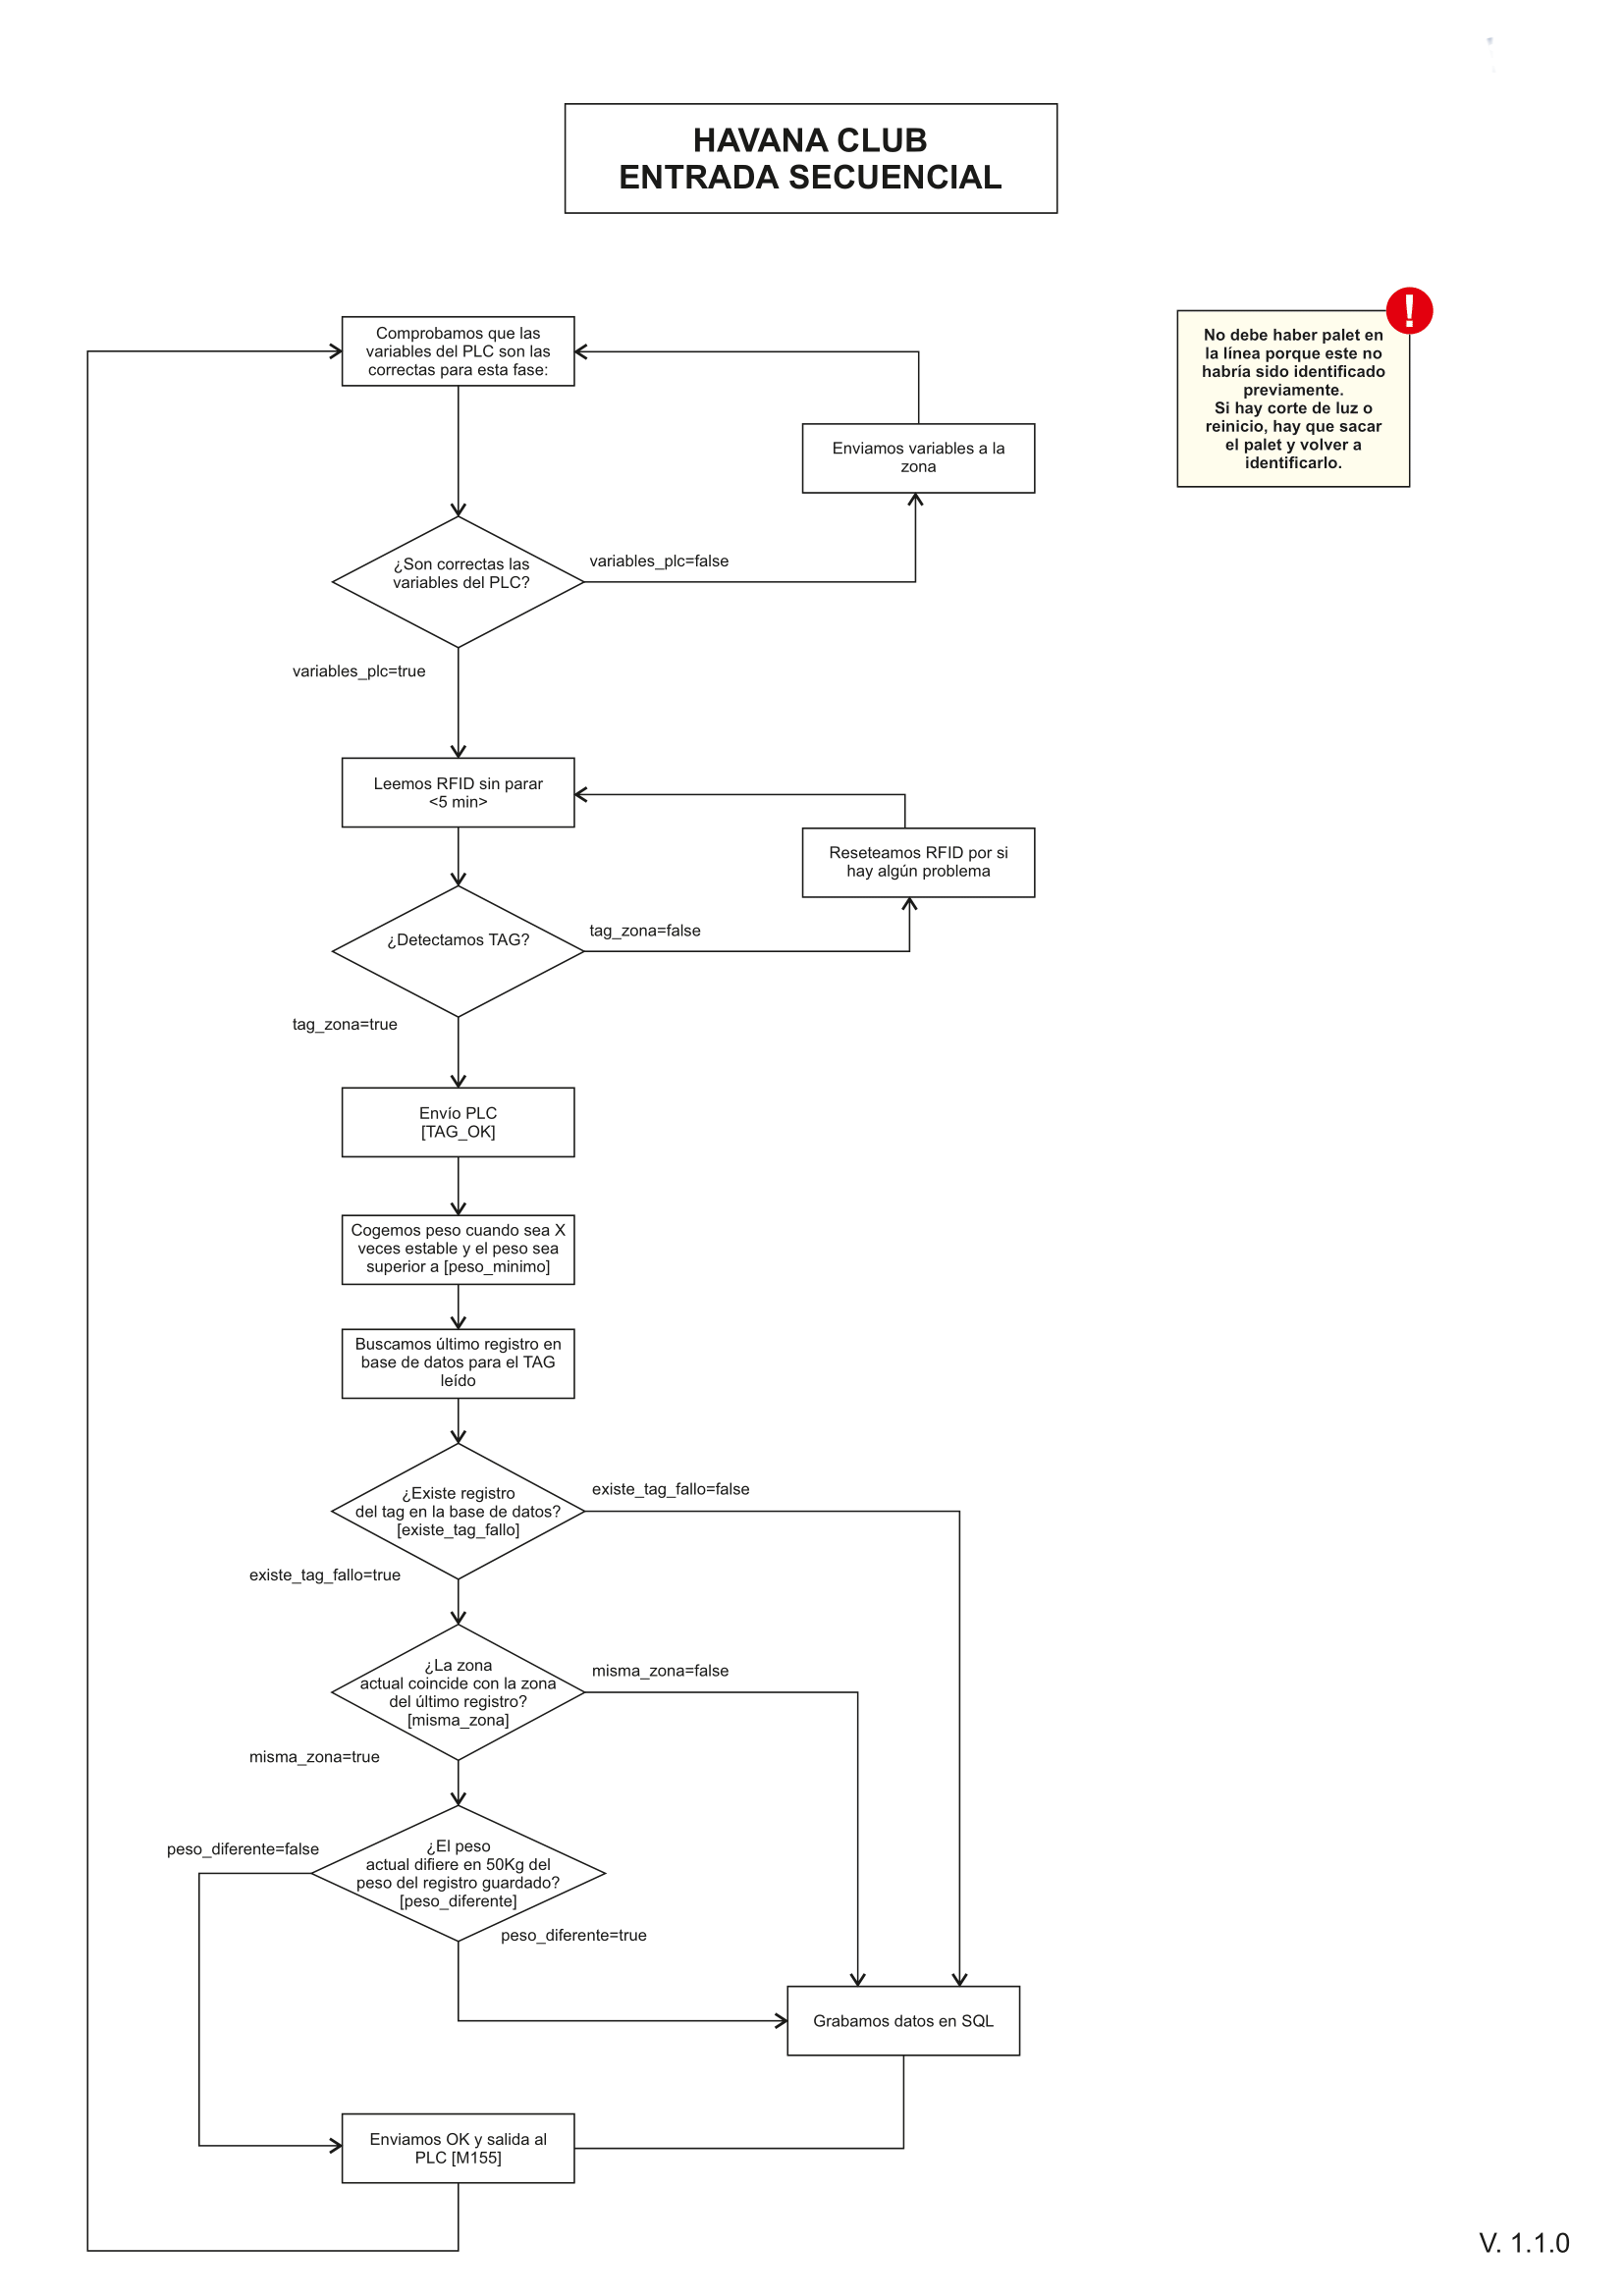 HAVANA CLUB
ENTRADA SECUENCIAL
Comprobamos que las
variables del PLC son las
correctas para esta fase:
No debe haber palet en
la línea porque este no
habría sido identificado
previamente.
Si hay corte de luz o
reinicio, hay que sacar
el palet y volver a
identificarlo.
!
Enviamos variables a la
zona
¿Son correctas las
variables del PLC?
variables_plc=false
variables_plc=true
Leemos RFID sin parar
<5 min>
Reseteamos RFID por si
hay algún problema
¿Detectamos TAG?
tag_zona=false
tag_zona=true
Envío PLC
[TAG_OK]
Cogemos peso cuando sea X
veces estable y el peso sea
superior a [peso_minimo]
Buscamos último registro en
base de datos para el TAG
leído
¿Existe registro
del tag en la base de datos?
[existe_tag_fallo]
existe_tag_fallo=false
existe_tag_fallo=true
¿La zona
actual coincide con la zona
del último registro?
[misma_zona]
misma_zona=false
misma_zona=true
¿El peso
actual difiere en 50Kg del
peso del registro guardado?
[peso_diferente]
peso_diferente=false
peso_diferente=true
Grabamos datos en SQL
Enviamos OK y salida al
PLC [M155]
V. 1.1.0